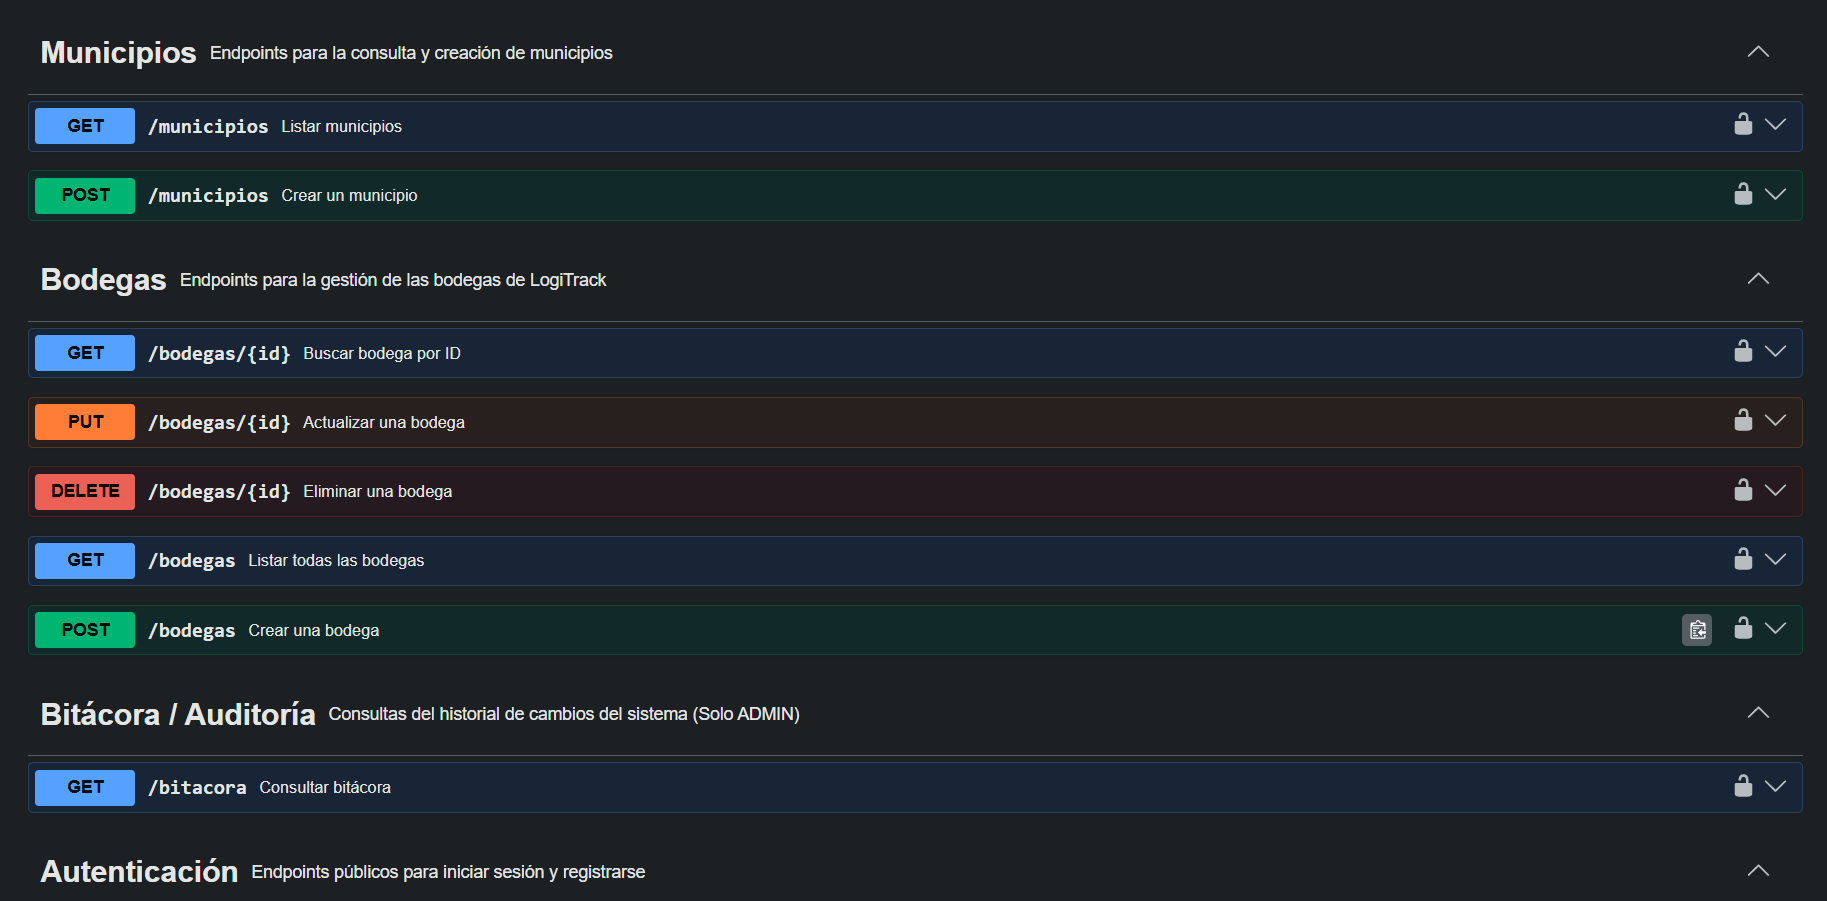 Municipios Endpoints para la consulta y creación de municipios
GET /municipios Listar municipios
POST /municipios Crear un municipio
Bodegas Endpoints para la gestión de las bodegas de LogiTrack
GET /bodegas/{id} Buscar bodega por ID
PUT /bodegas/{id} Actualizar una bodega
DELETE /bodegas/{id} Eliminar una bodega
GET /bodegas Listar todas las bodegas
POST /bodegas Crear una bodega
Bitácora / Auditoría Consultas del historial de cambios del sistema (Solo ADMIN)
GET /bitacora Consultar bitácora
Autenticación Endpoints públicos para iniciar sesión y registrarse